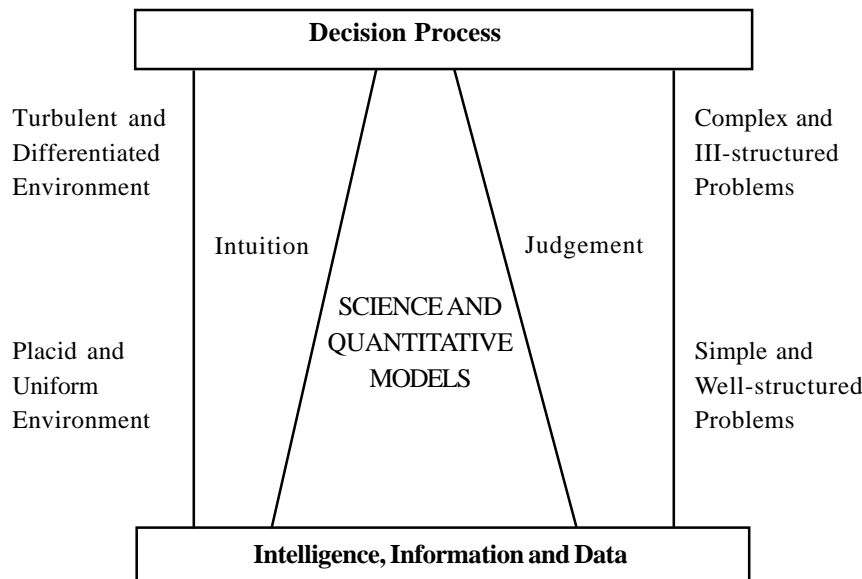 Decision Process
Turbulent and
Differentiated
Environment
Complex and
III-structured
Problems
Intuition
Judgement
SCIENCE AND
QUANTITATIVE
MODELS
Placid and
Uniform
Environment
Simple and
Well-structured
Problems
Intelligence, Information and Data